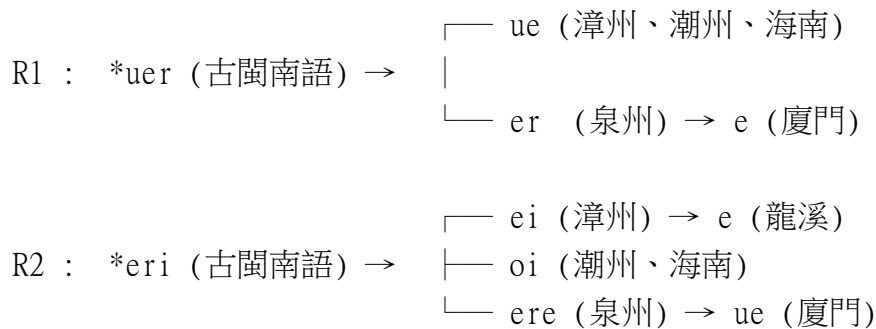 ┌── ue (漳州、潮州、海南)
R1 : *uer (古閩南語) → │
└── er (泉州) → e (廈門)
┌── ei (漳州) → e (龍溪)
R2 : *eri (古閩南語) → ├── oi (潮州、海南)
└── ere (泉州) → ue (廈門)